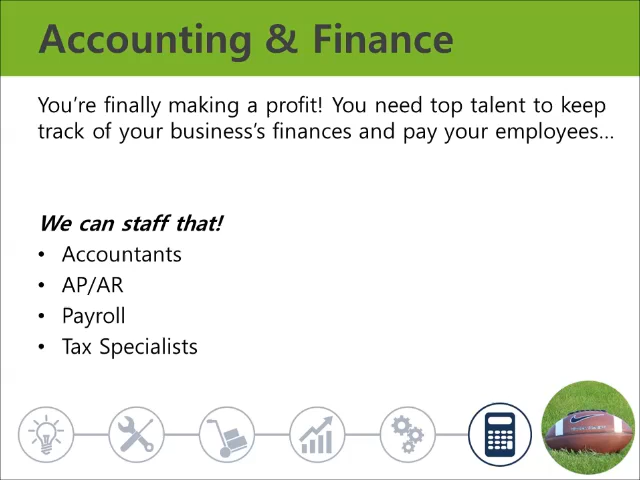 Accounting & Finance
You're finally making a profit! You need top talent to keep
track of your business's finances and pay your employees...
We can staff that!
• Accountants
• AP/AR
• Payroll
• Tax Specialists